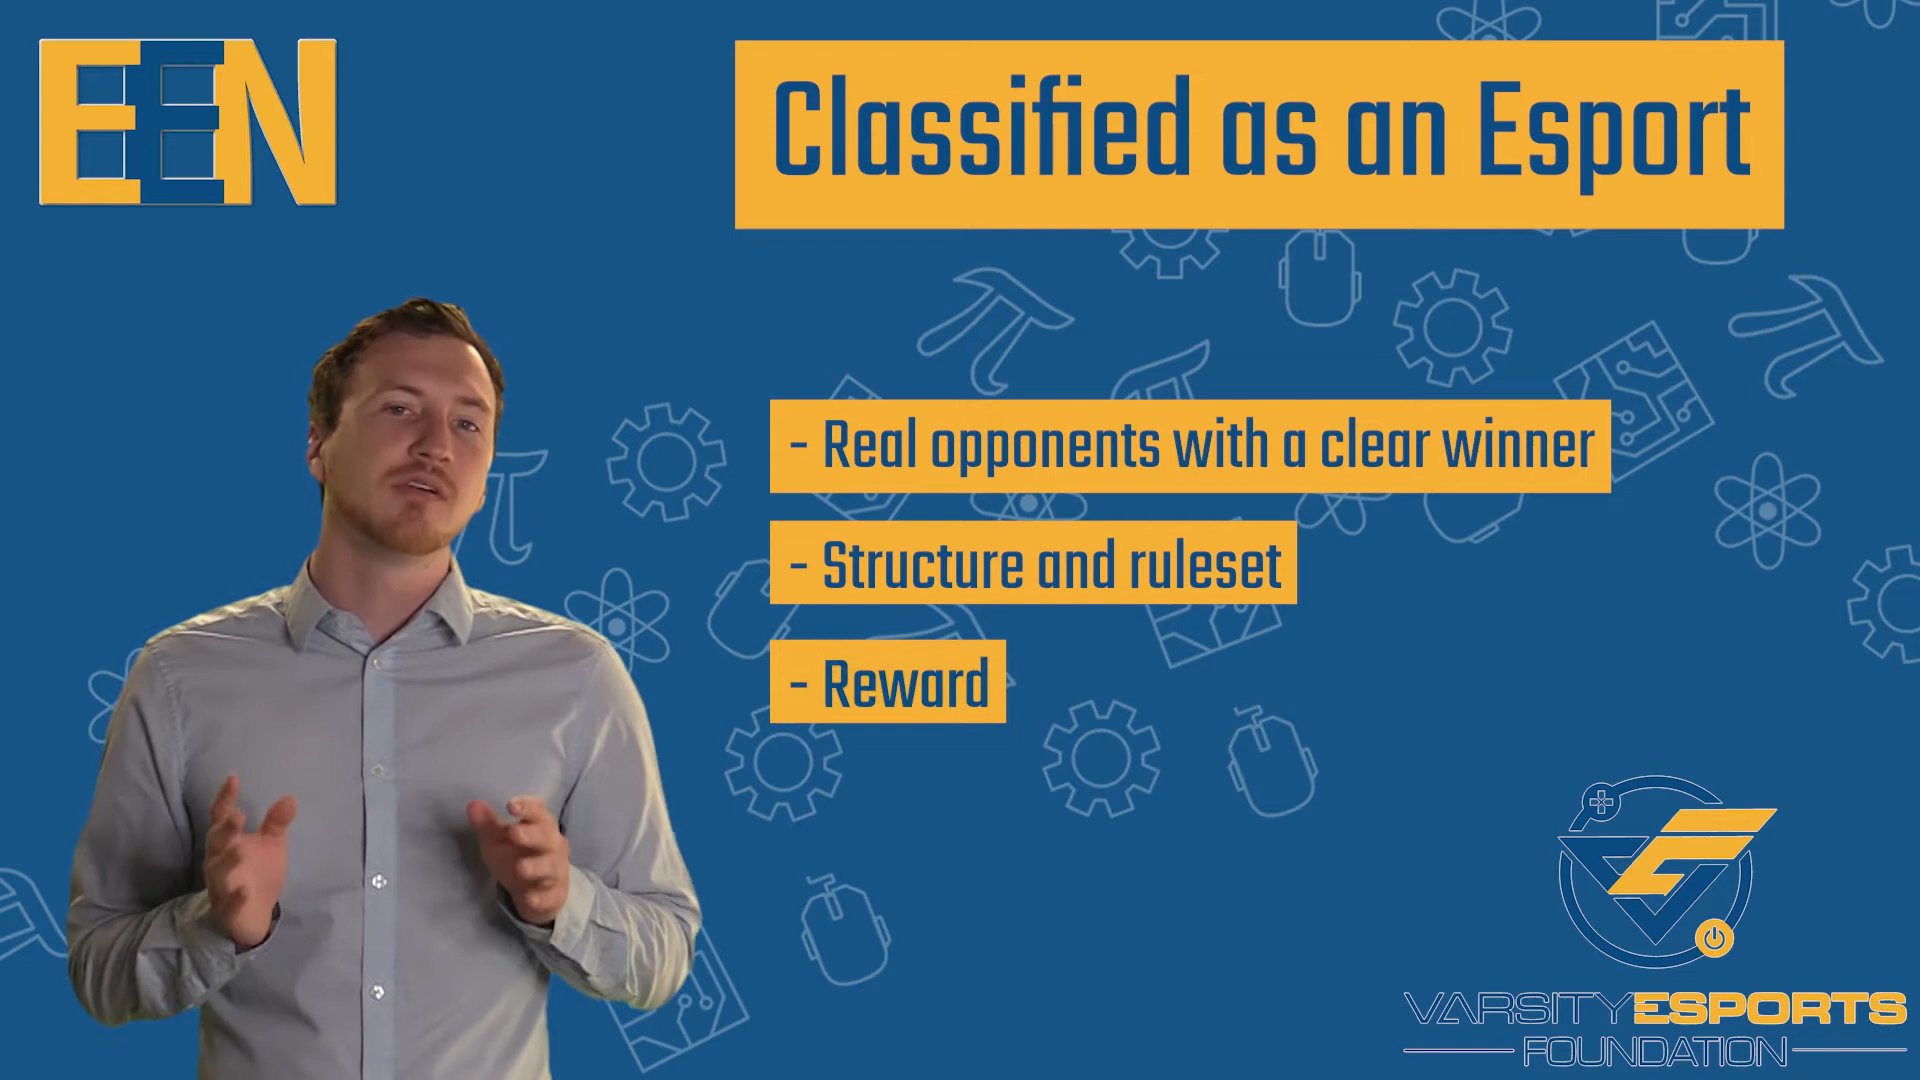 EEN
Classified as an Esport
- Real opponents with a clear winner
- Structure and ruleset
- Reward
VARSITY ESPORTS
FOUNDATION